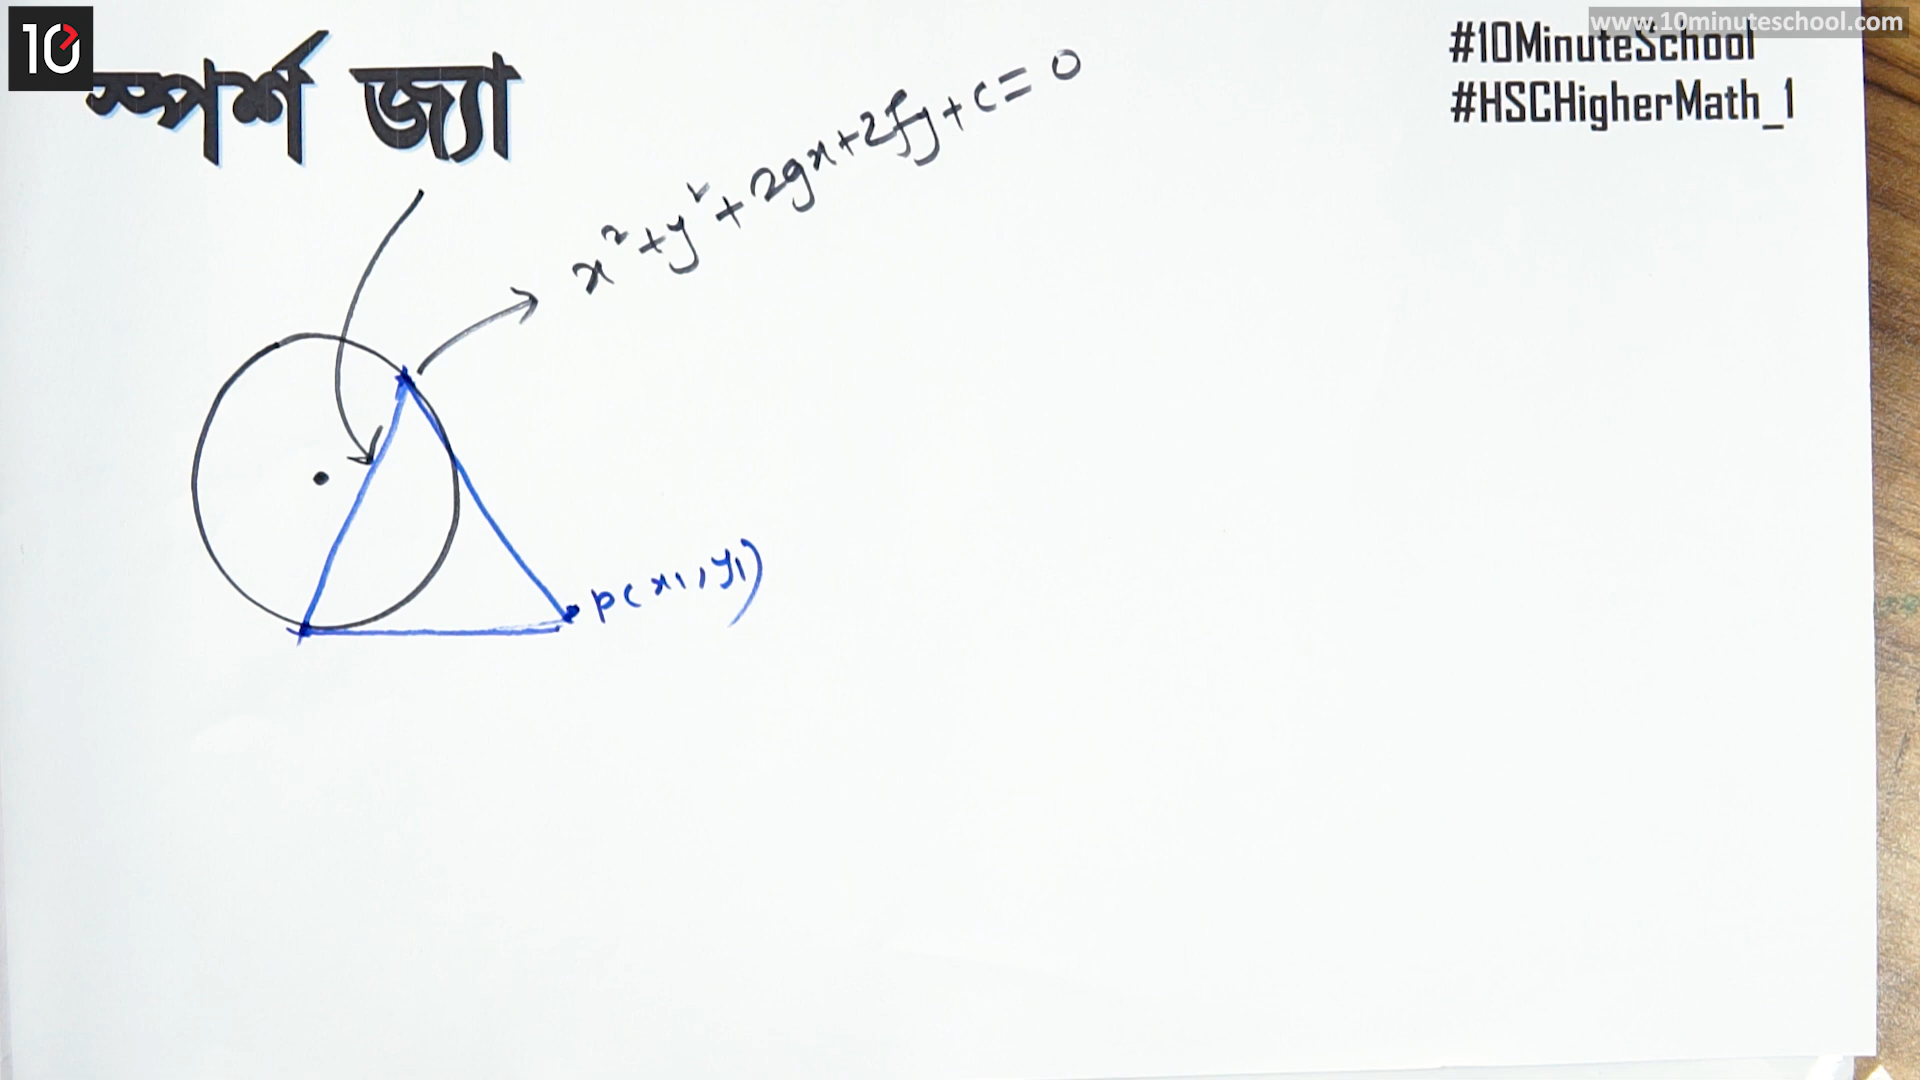 10
www.10minuteschool.com
#10MinuteSchool
#HSCHigherMath_1
স্পর্শ জ্যা
x² + y² + 2gx + 2fy + c = 0
P(x₁, y₁)